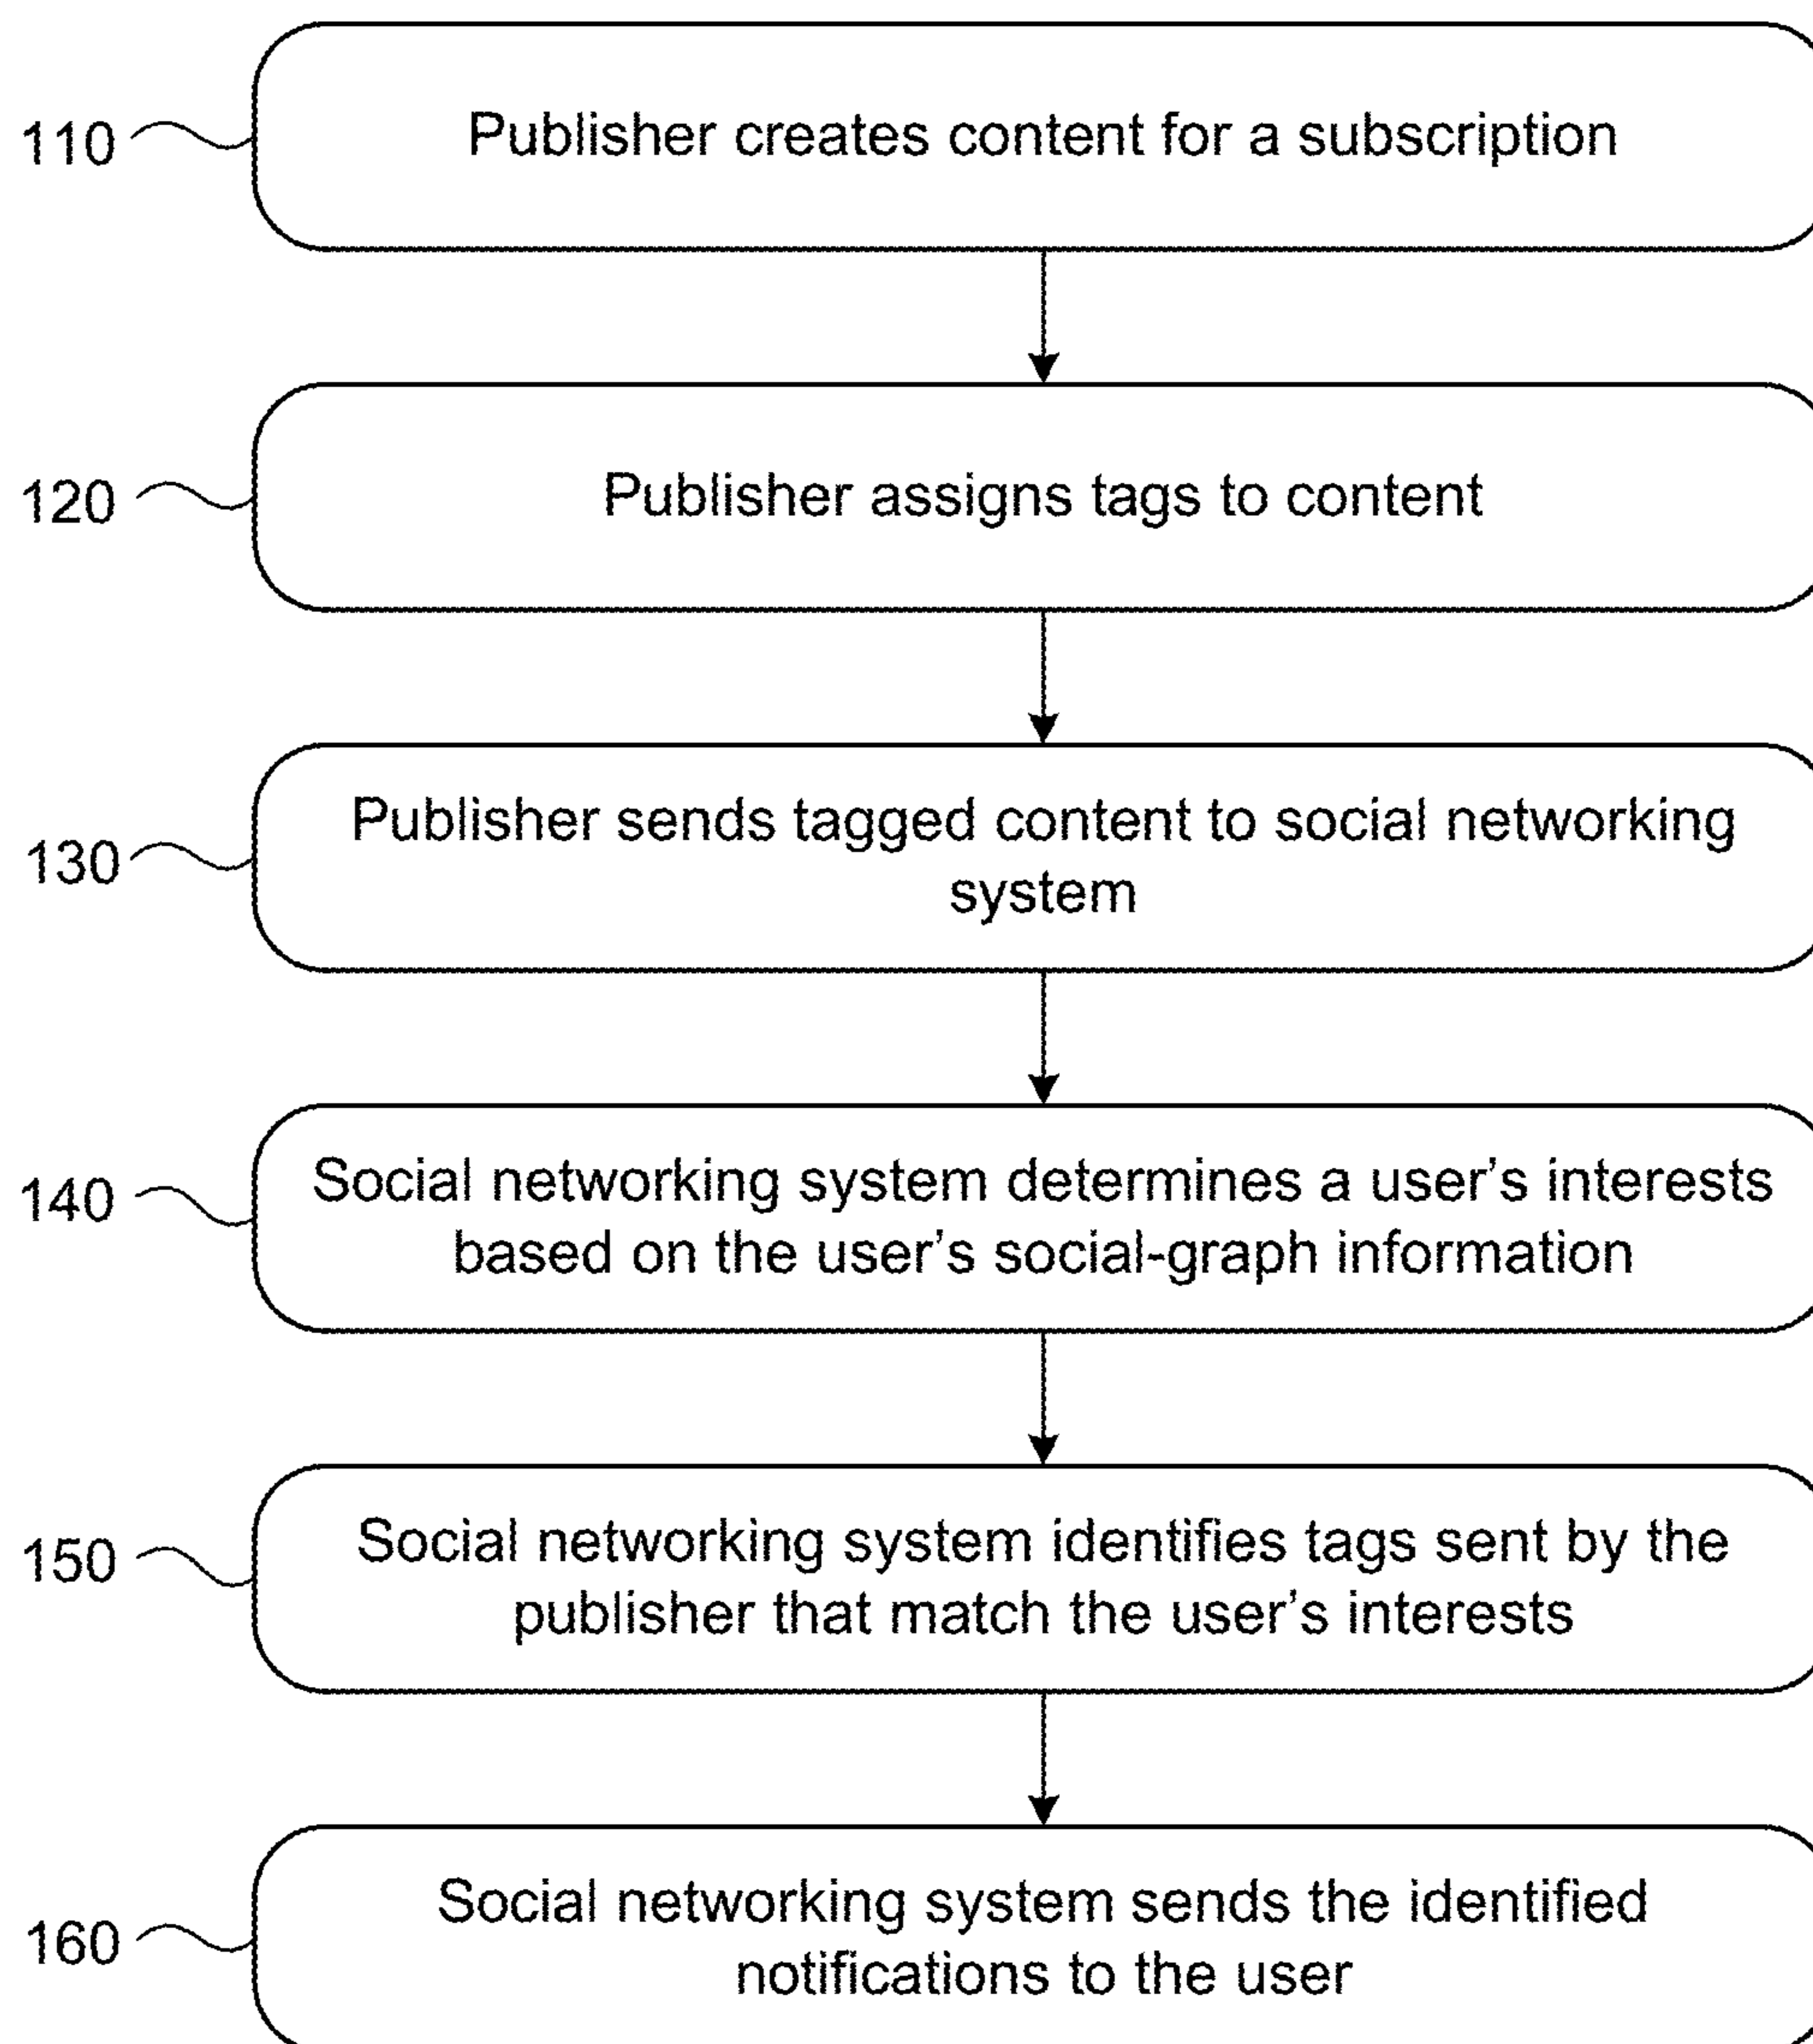 110
Publisher creates content for a subscription
120
Publisher assigns tags to content
130
Publisher sends tagged content to social networking
system
140
Social networking system determines a user's interests
based on the user's social-graph information
150
Social networking system identifies tags sent by the
publisher that match the user's interests
160
Social networking system sends the identified
notifications to the user